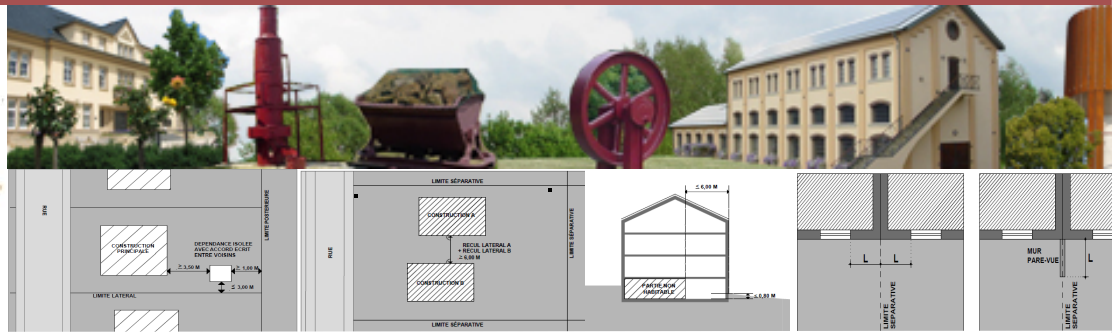 RUE
CONSTRUCTION
PRINCIPALE
DEPENDANCE ISOLEE
AVEC ACCORD ECRIT
ENTRE VOISINS
≥ 3,50 M
≥ 1,00 M
≤ 3,00 M
LIMITE LATERAL
LIMITE POSTERIEURE
RUE
LIMITE SÉPARATIVE
CONSTRUCTION A
RECUL LATERAL A
+ RECUL LATERAL B
≥ 6,00 M
CONSTRUCTION B
LIMITE SÉPARATIVE
LIMITE SÉPARATIVE
≤ 6,00 M
PARTIE NON
HABITABLE
≤ 0,80 M
L
L
LIMITE
SEPARATIVE
MUR
PARE-VUE
L
LIMITE
SEPARATIVE